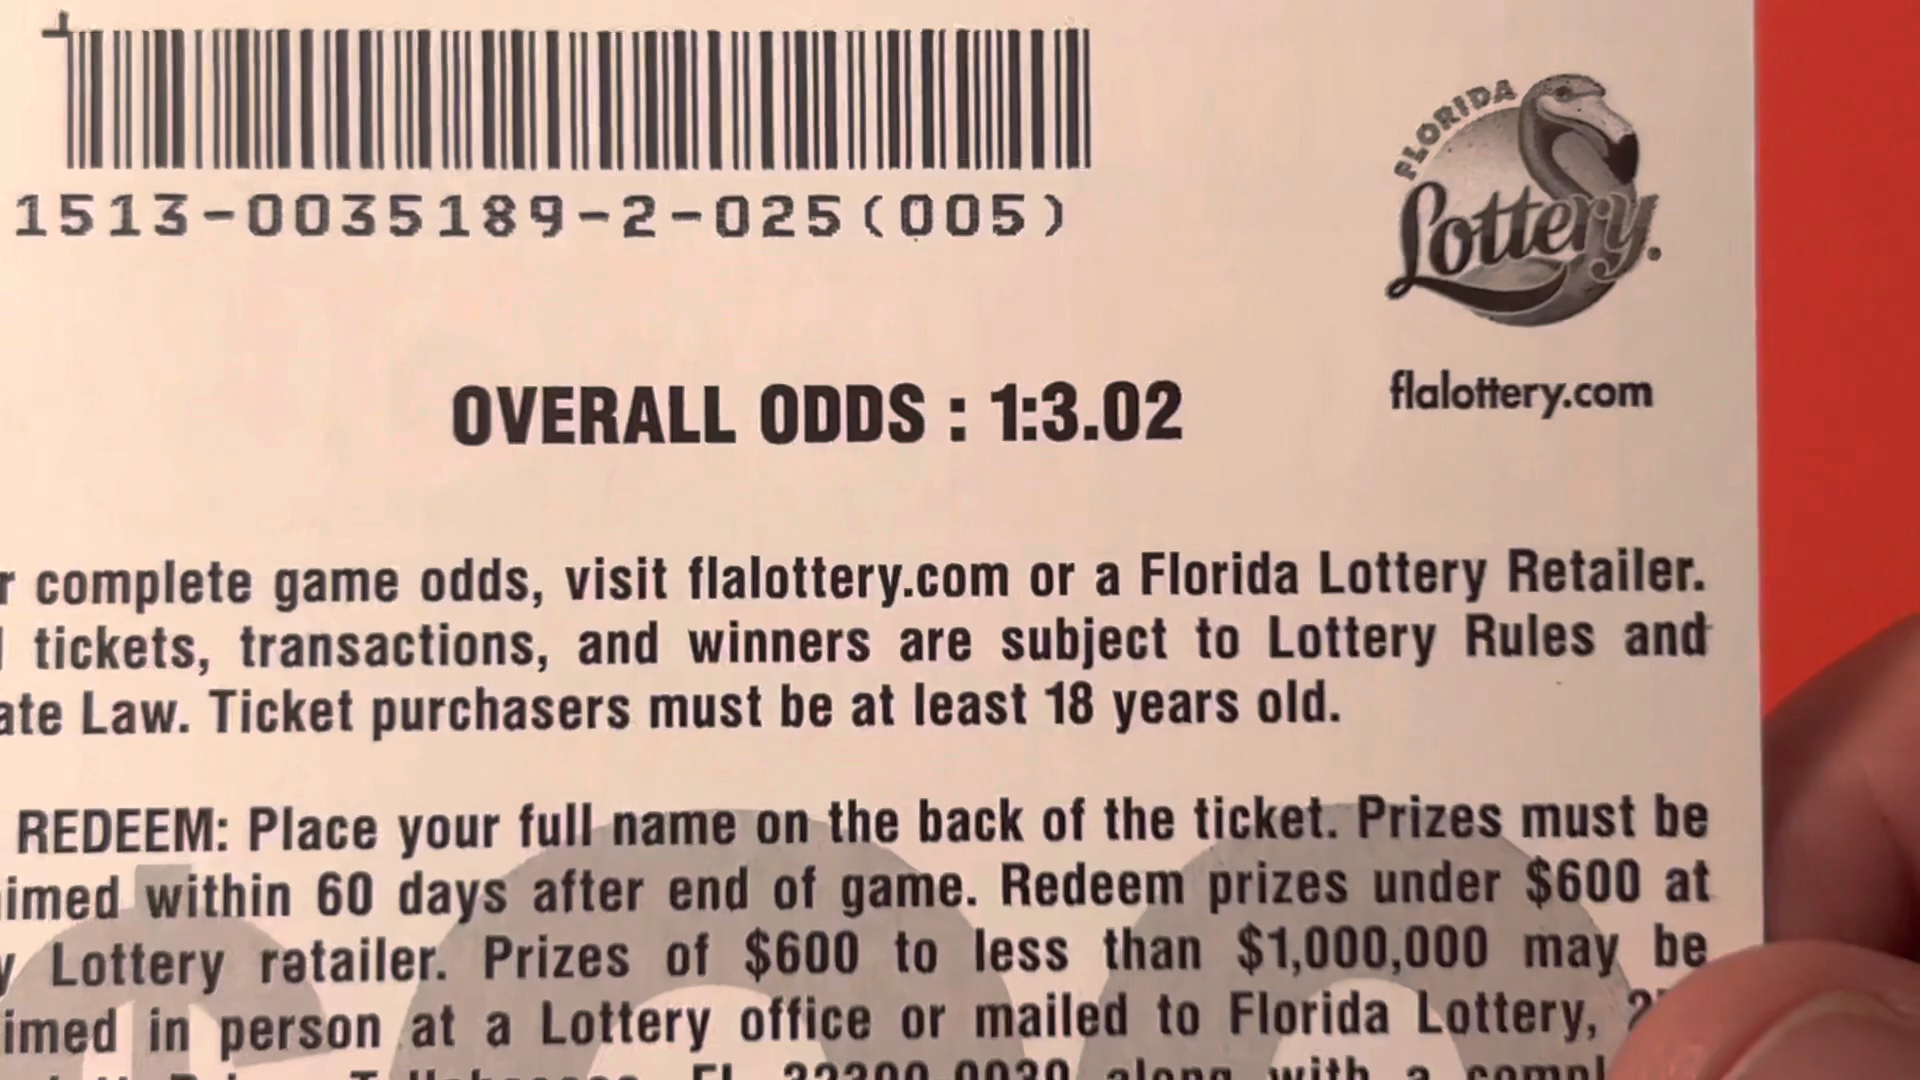 1513-0035189-2-025(005)
FLORIDA
Lottery.
flalottery.com
OVERALL ODDS : 1:3.02
complete game odds, visit flalottery.com or a Florida Lottery Retailer.
tickets, transactions, and winners are subject to Lottery Rules and
Law. Ticket purchasers must be at least 18 years old.
REDEEM: Place your full name on the back of the ticket. Prizes must be
within 60 days after end of game. Redeem prizes under $600 at
Lottery retailer. Prizes of $600 to less than $1,000,000 may be
in person at a Lottery office or mailed to Florida Lottery,
along with a